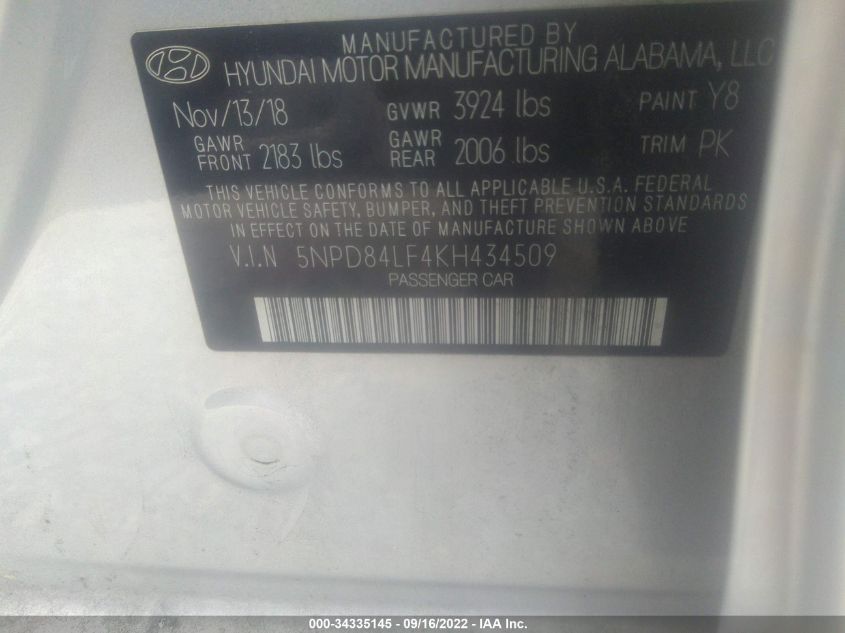 MANUFACTURED BY
HYUNDAI MOTOR MANUFACTURING ALABAMA, LLC
Nov/13/18 GVWR 3924 lbs PAINT Y8
GAWR FRONT 2183 lbs GAWR REAR 2006 lbs TRIM PK
THIS VEHICLE CONFORMS TO ALL APPLICABLE U.S.A. FEDERAL
MOTOR VEHICLE SAFETY, BUMPER, AND THEFT PREVENTION STANDARDS
IN EFFECT ON THE DATE OF MANUFACTURE SHOWN ABOVE
V.I.N 5NPD84LF4KH434509
PASSENGER CAR
000-34335145 - 09/16/2022 - IAA Inc.